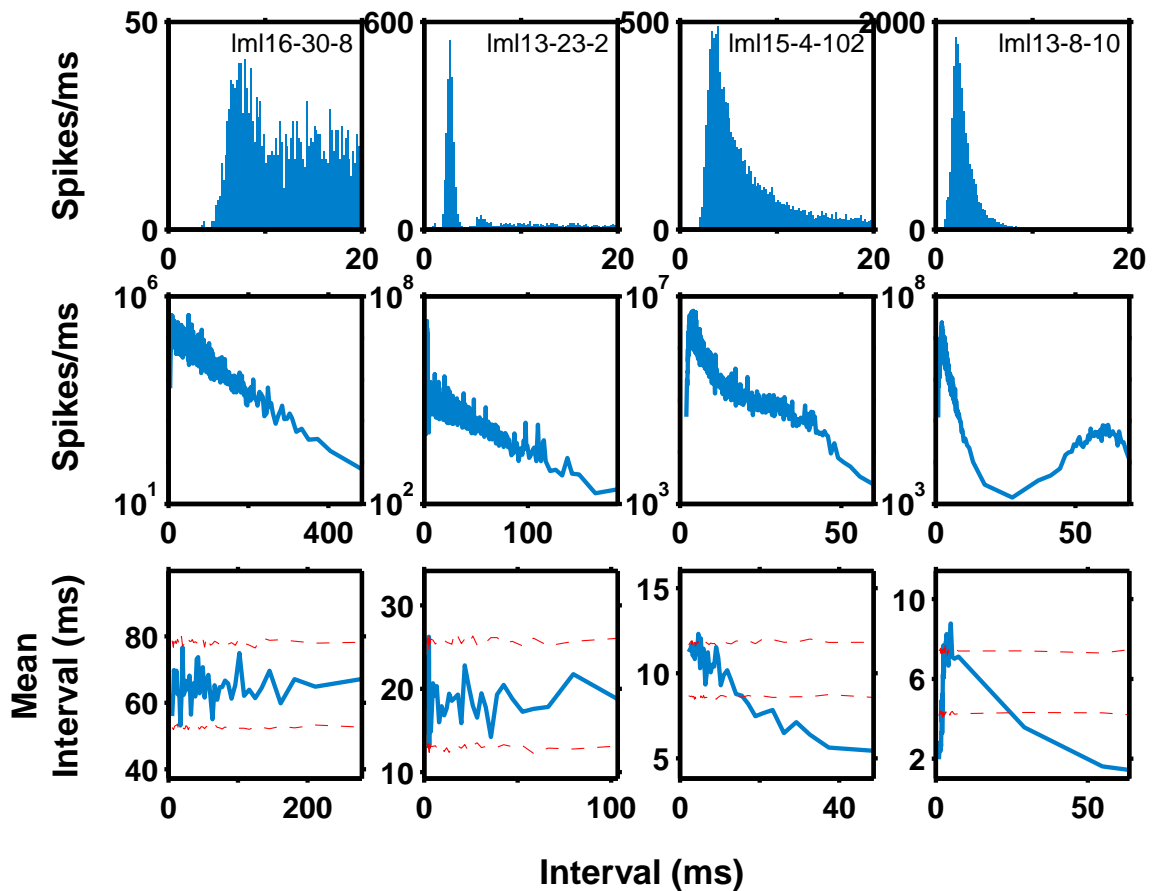 50 600 500 2000
lml16-30-8 lml13-23-2 lml15-4-102 lml13-8-10
Spikes/ms
0 0 0 0
0 20 0 20 0 20 0 20
10^6 10^8 10^7 10^8
Spikes/ms
10^1 10^2 10^3 10^3
0 400 0 100 0 50 0 50
80 60 40
30 20 10
15 10 5
10 6 2
Mean
Interval (ms)
0 200 0 50 100 0 40 0 50
Interval (ms)